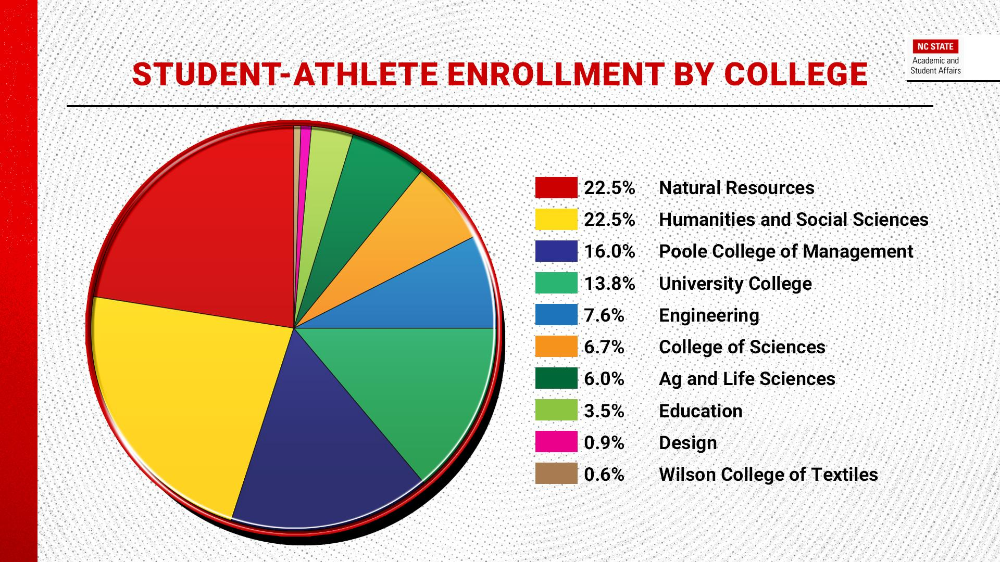 NC STATE
Academic and
Student Affairs
STUDENT-ATHLETE ENROLLMENT BY COLLEGE
22.5% Natural Resources
22.5% Humanities and Social Sciences
16.0% Poole College of Management
13.8% University College
7.6% Engineering
6.7% College of Sciences
6.0% Ag and Life Sciences
3.5% Education
0.9% Design
0.6% Wilson College of Textiles